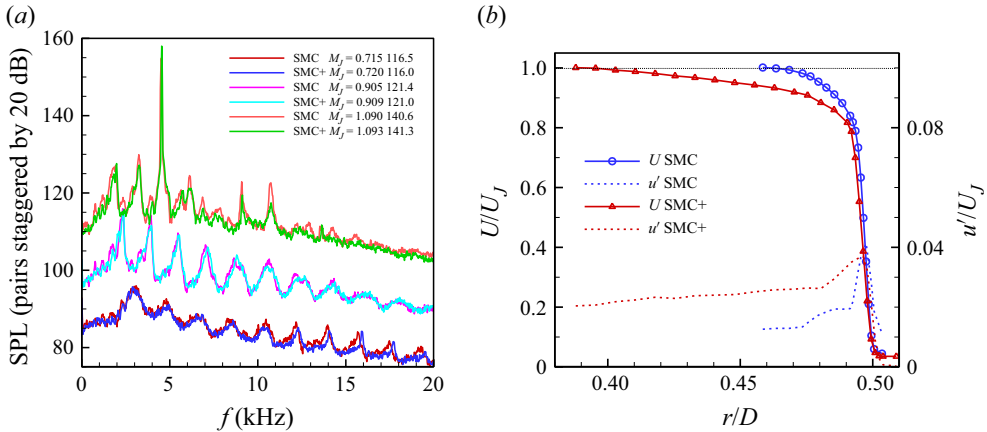 (a)
SPL (pairs staggered by 20 dB)
160
140
120
100
80
0
5
10
15
20
f (kHz)
SMC M_J = 0.715 116.5
SMC+ M_J = 0.720 116.0
SMC M_J = 0.905 121.4
SMC+ M_J = 0.909 121.0
SMC M_J = 1.090 140.6
SMC+ M_J = 1.093 141.3
(b)
U/U_J
1.0
0.8
0.6
0.4
0.2
0
0.40
0.45
0.50
r/D
U SMC
u′ SMC
U SMC+
u′ SMC+
0.08
0.04
0
u′/U_J